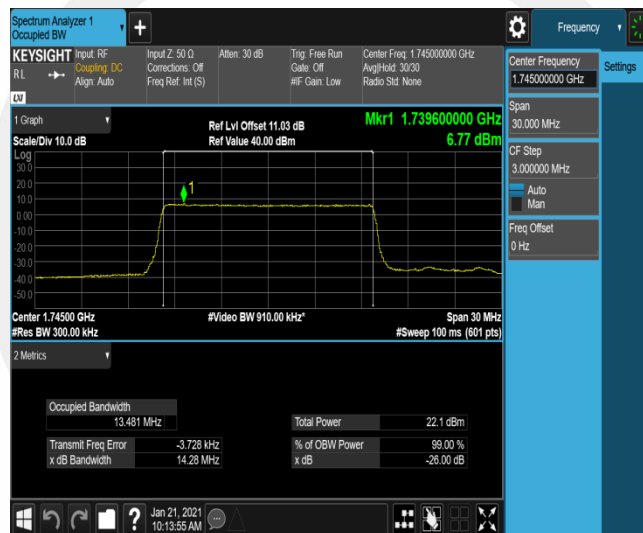 Spectrum Analyzer 1
Occupied BW
Frequency
KEYSIGHT
RL
LXI
Input: RF
Coupling: DC
Align: Auto
Input Z: 50 Ω
Corrections: Off
Freq Ref: Int (S)
Atten: 30 dB
Trig: Free Run
Gate: Off
#IF Gain: Low
Center Freq: 1.745000000 GHz
Avg|Hold: 30/30
Radio Std: None
Center Frequency
1.745000000 GHz
Settings
Span
30.000 MHz
CF Step
3.000000 MHz
Auto
Man
Freq Offset
0 Hz
1 Graph
Scale/Div 10.0 dB
Ref Lvl Offset 11.03 dB
Ref Value 40.00 dBm
Mkr1 1.739600000 GHz
6.77 dBm
Log
30.0
20.0
10.0
0.00
-10.0
-20.0
-30.0
-40.0
-50.0
1
Center 1.74500 GHz
#Res BW 300.00 kHz
#Video BW 910.00 kHz*
Span 30 MHz
#Sweep 100 ms (601 pts)
2 Metrics
Occupied Bandwidth
13.481 MHz
Total Power 22.1 dBm
Transmit Freq Error -3.728 kHz
% of OBW Power 99.00 %
x dB Bandwidth 14.28 MHz
x dB -26.00 dB
?
Jan 21, 2021
10:13:55 AM